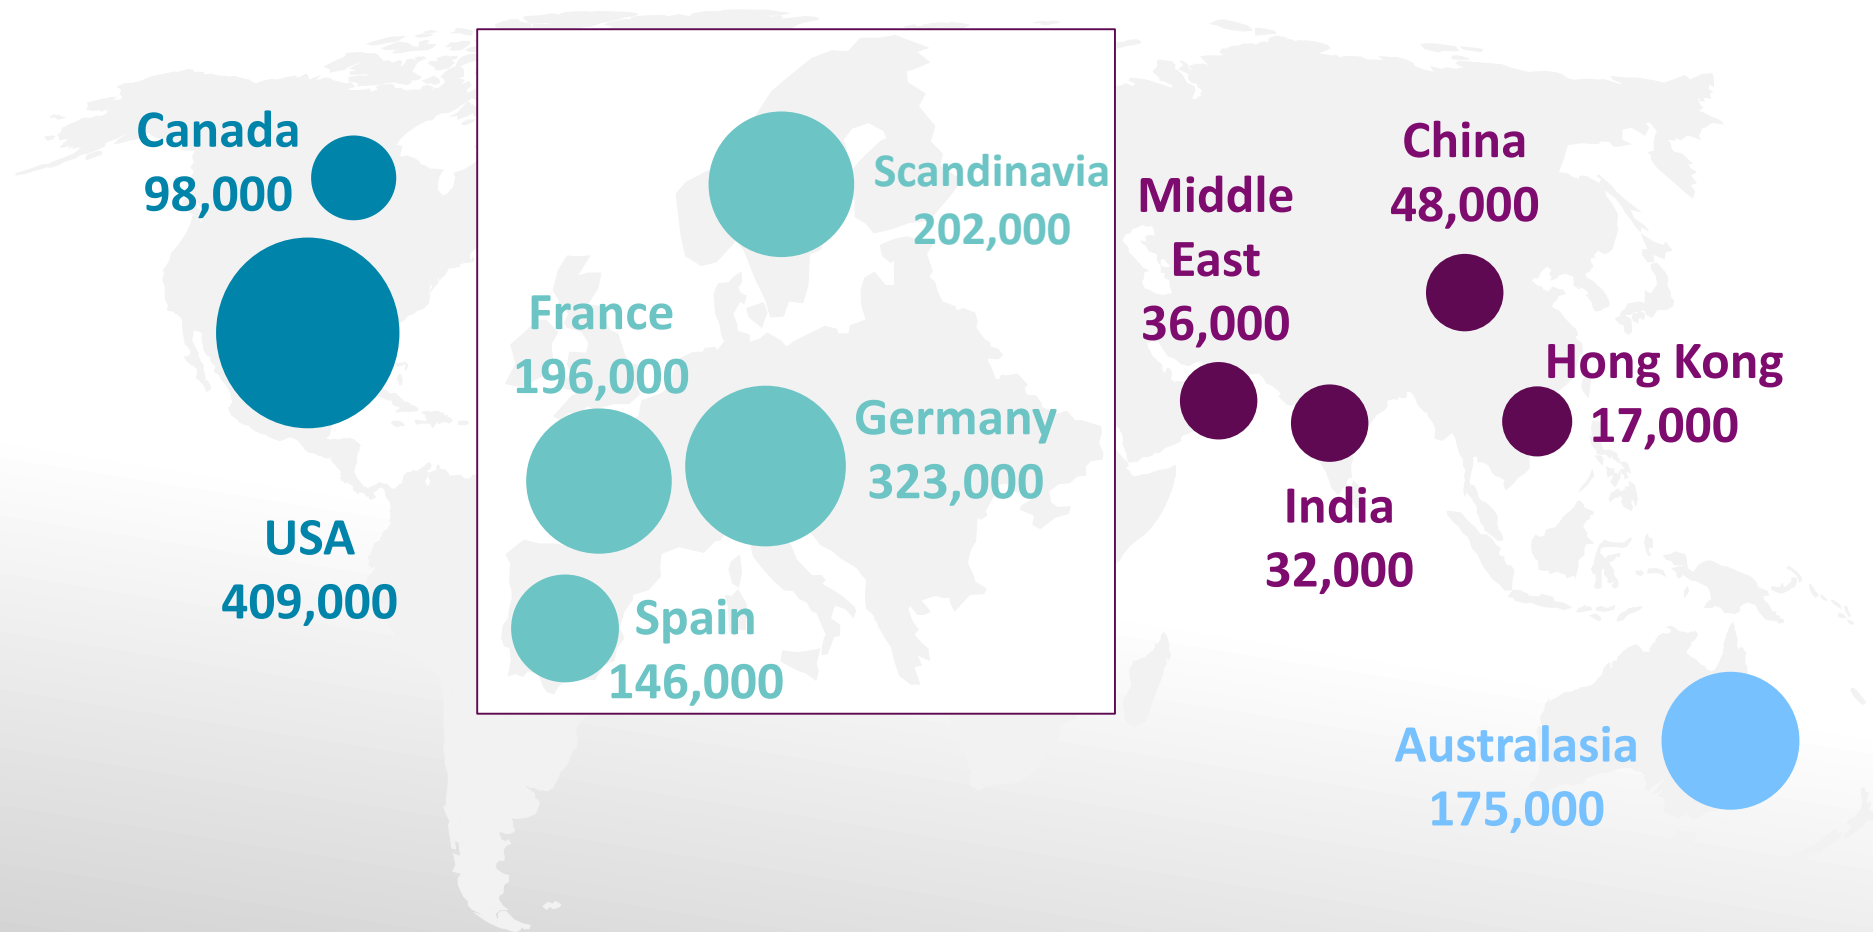 Canada
98,000
USA
409,000
Scandinavia
202,000
France
196,000
Germany
323,000
Spain
146,000
Middle
East
36,000
China
48,000
India
32,000
Hong Kong
17,000
Australasia
175,000